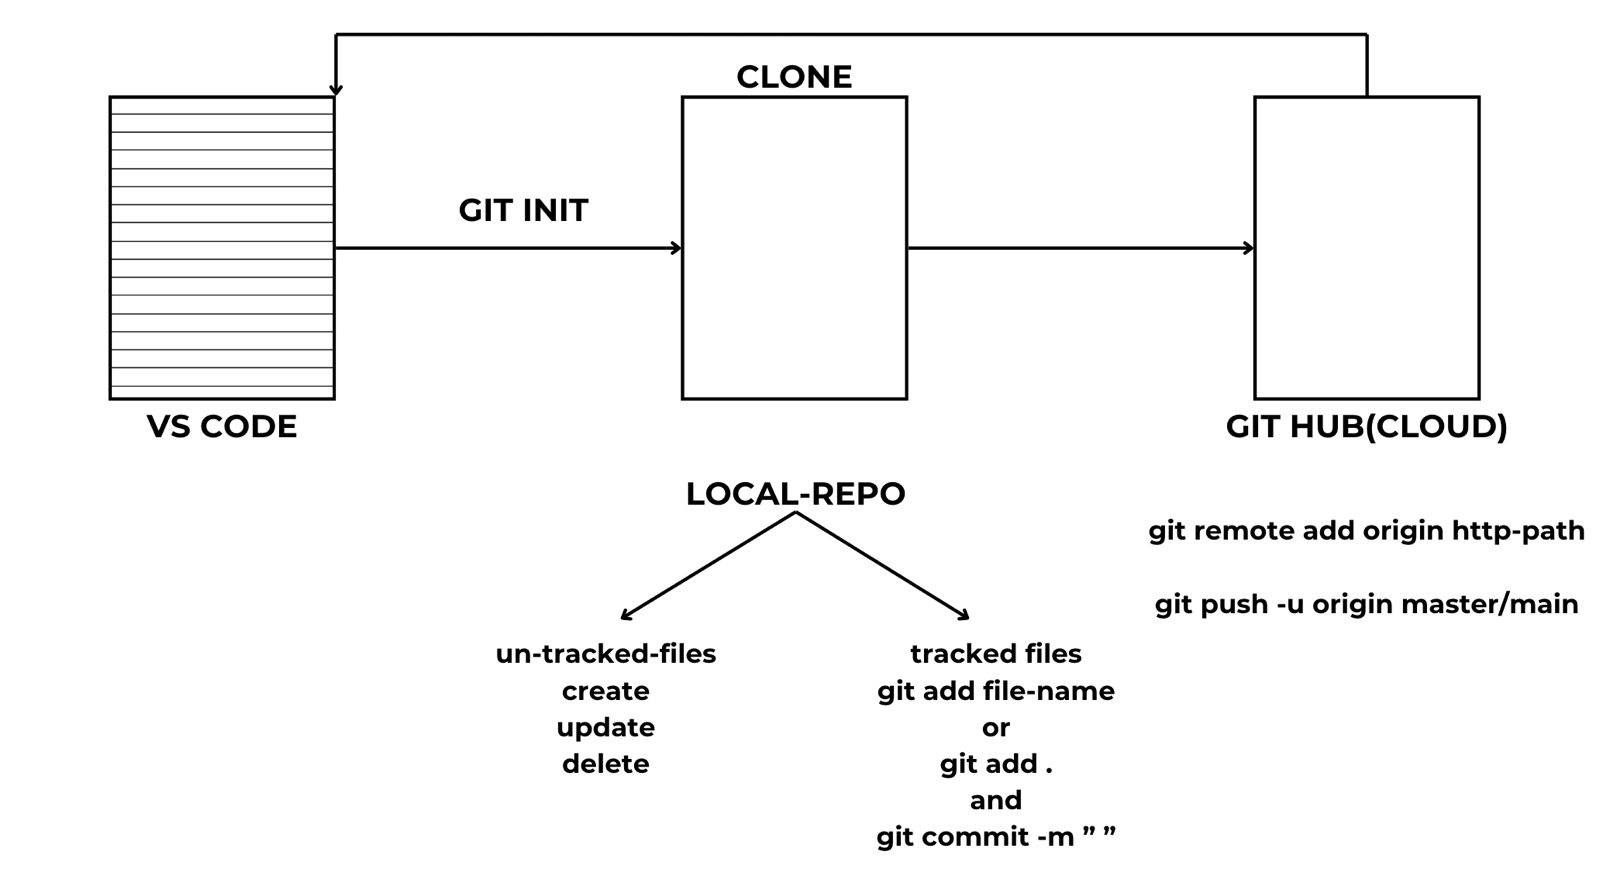 CLONE
GIT INIT
VS CODE
GIT HUB(CLOUD)
LOCAL-REPO
git remote add origin http-path
git push -u origin master/main
un-tracked-files
create
update
delete
tracked files
git add file-name
or
git add .
and
git commit -m ” ”